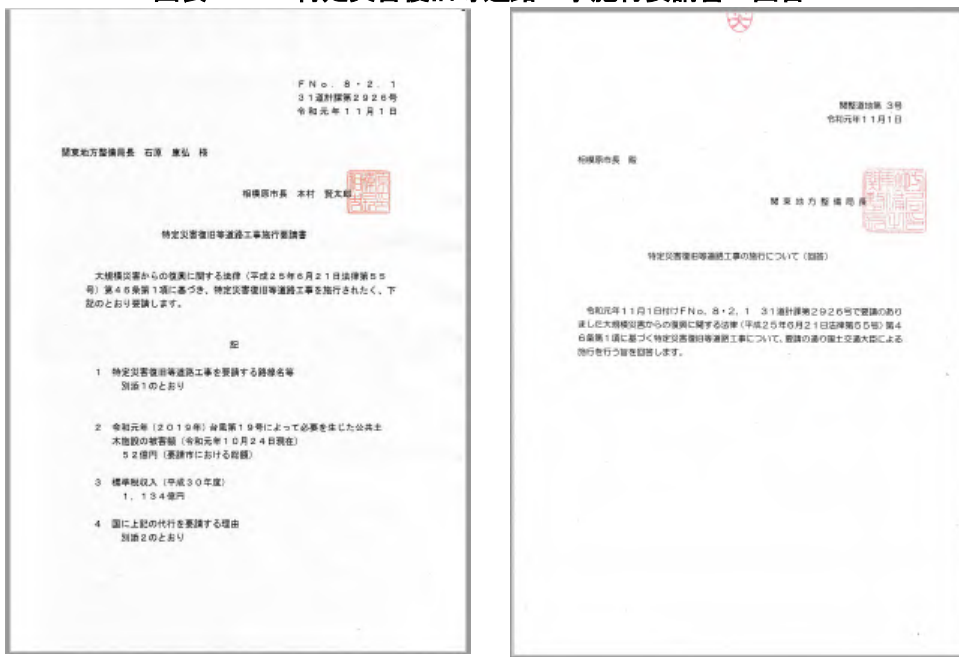 FNo.8・2.1
31道計課第2926号
令和元年11月1日
関東地方整備局長 石原 康弘 様
相模原市長 本村 賢太郎
特定災害復旧等道路工事施行要請書
大規模災害からの復興に関する法律（平成25年6月21日法律第55
号）第46条第1項に基づき、特定災害復旧等道路工事を施行されたく、下
記のとおり要請します。
記
1 特定災害復旧等道路工事を要請する路線名等
別添1のとおり
2 令和元年（2019年）台風第19号によって必要を生じた公共土
木施設の被害額（令和元年10月24日現在）
52億円（要請市における総額）
3 標準税収入（平成30年度）
1，134億円
4 国に上記の代行を要請する理由
別添2のとおり
関整道地第 3号
令和元年11月1日
相模原市長 殿
関東地方整備局長
特定災害復旧等道路工事の施行について（回答）
令和元年11月1日付けFNo．8・2．1 31道計課第2926号で要請のあり
ました大規模災害からの復興に関する法律（平成25年6月21日法律第55号）第4
6条第1項に基づく特定災害復旧等道路工事について、要請の通り国土交通大臣による
施行を行う旨を回答します。